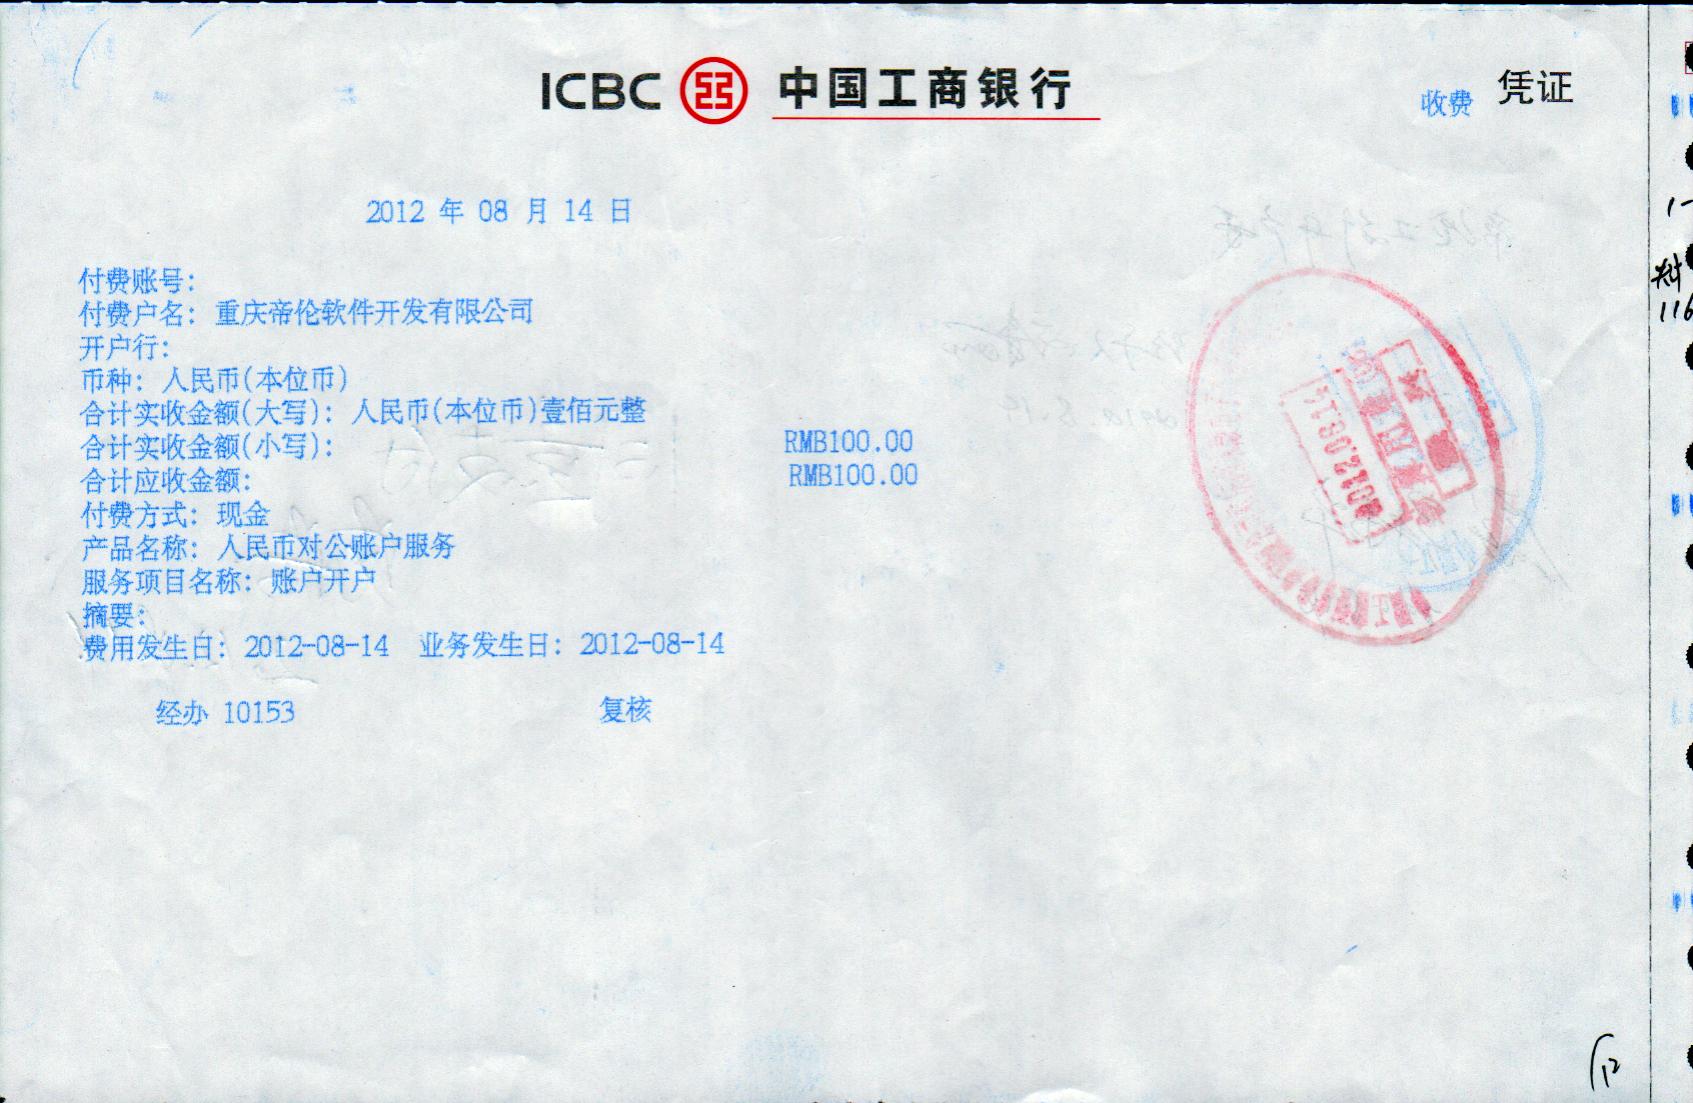 ICBC 中国工商银行
收费 凭证
2012 年 08 月 14 日
付费账号:
付费户名: 重庆帝伦软件开发有限公司
开户行:
币种: 人民币(本位币)
合计实收金额(大写): 人民币(本位币)壹佰元整
合计实收金额(小写): RMB100.00
合计应收金额: RMB100.00
付费方式: 现金
产品名称: 人民币对公账户服务
服务项目名称: 账户开户
摘要:
费用发生日: 2012-08-14 业务发生日: 2012-08-14
经办 10153 复核
2012.0814
116